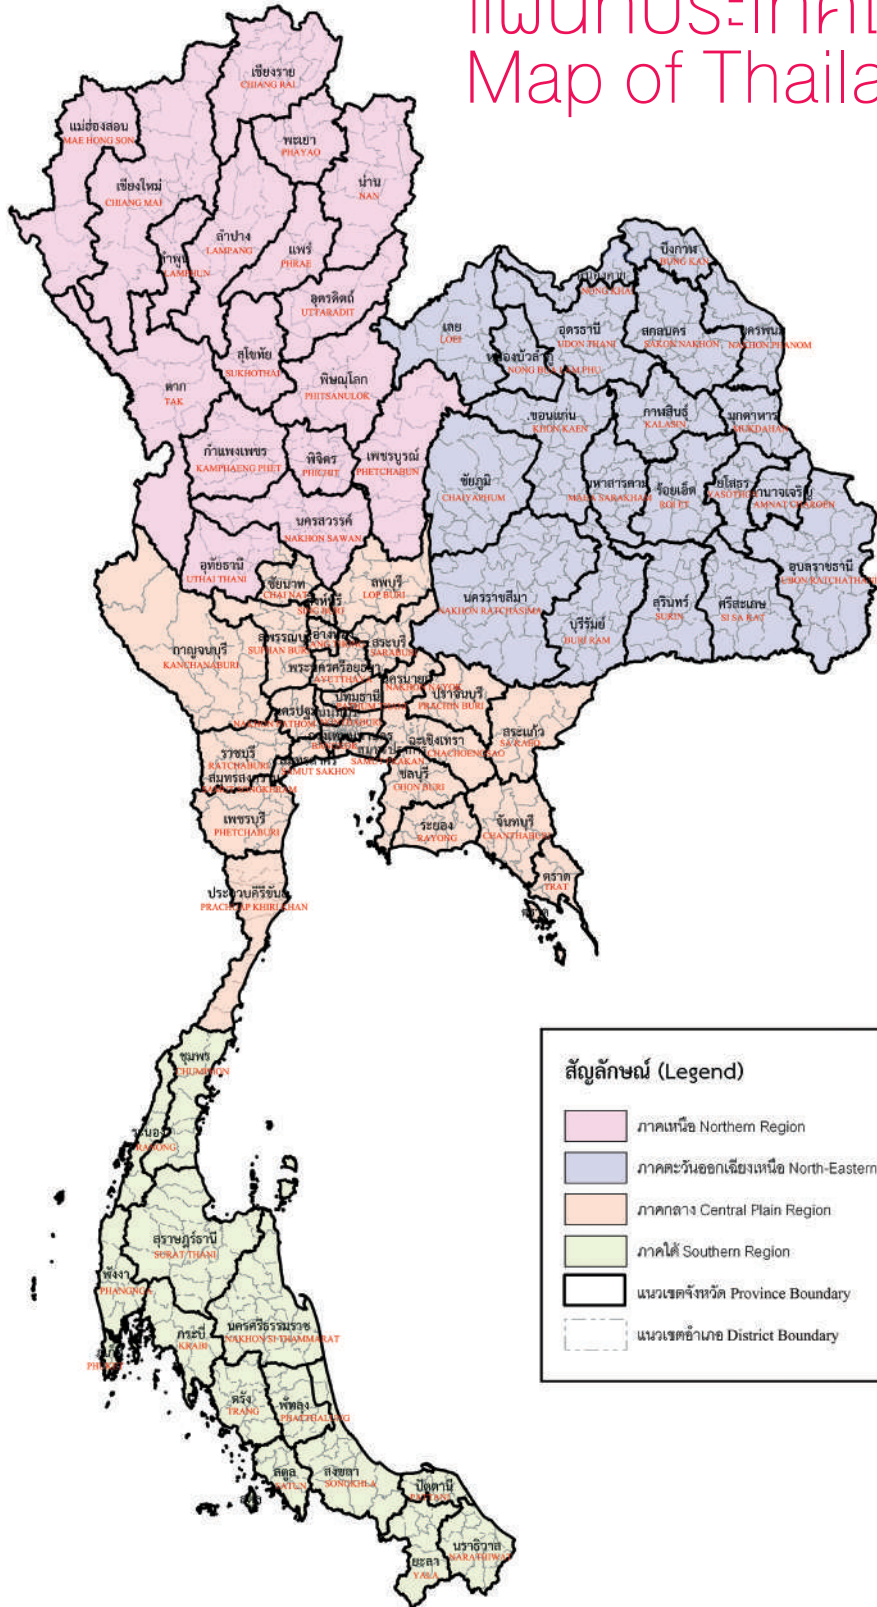 Map of Thaila
เชียงราย
CHIANG RAI
แม่ฮ่องสอน
MAE HONG SON
พะเยา
PHAYAO
น่าน
NAN
เชียงใหม่
CHIANG MAI
ลำปาง
LAMPANG
แพร่
PHRAE
LAMPHUN
อุตรดิตถ์
UTTARADIT
บึงกาฬ
BUNG KAN
NONG KHAI
เลย
LOEI
อุดรธานี
UDON THANI
สกลนคร
SAKON NAKHON
นครพนม
NAKHON PHANOM
หนองบัวลำภู
NONG BUA LAM PHU
สุโขทัย
SUKHOTHAI
ตาก
TAK
พิษณุโลก
PHITSANULOK
ขอนแก่น
KHON KAEN
กาฬสินธุ์
KALASIN
มุกดาหาร
MUKDAHAN
กำแพงเพชร
KAMPHAENG PHET
พิจิตร
PHICHIT
เพชรบูรณ์
PHETCHABUN
ชัยภูมิ
CHAIYAPHUM
มหาสารคาม
MAHA SARAKHAM
ร้อยเอ็ด
ROI ET
ยโสธร
YASOTHON
อำนาจเจริญ
AMNAT CHAROEN
นครสวรรค์
NAKHON SAWAN
อุทัยธานี
UTHAI THANI
ชัยนาท
CHAI NAT
ลพบุรี
LOP BURI
SING BURI
นครราชสีมา
NAKHON RATCHASIMA
บุรีรัมย์
BURI RAM
สุรินทร์
SURIN
ศรีสะเกษ
SI SA KAT
อุบลราชธานี
UBON RATCHATHANI
กาญจนบุรี
KANCHANABURI
สุพรรณบุรี
SUPHAN BURI
สระบุรี
SARABURI
พระนครศรีอยุธยา
AYUTTHAYA
NAKHON NAYOK
ปราจีนบุรี
PRACHIN BURI
ปทุมธานี
PATHUM THANI
นครปฐม
NAKHON PATHOM
สระแก้ว
SA KAEO
ฉะเชิงเทรา
CHACHOENGSAO
ราชบุรี
RATCHABURI
SAMUT SAKHON
SAMUT PRAKAN
สมุทรสงคราม
SAMUT SONGKHRAM
ชลบุรี
CHON BURI
เพชรบุรี
PHETCHABURI
ระยอง
RAYONG
จันทบุรี
CHANTHABURI
ตราด
TRAT
ตราด
ประจวบคีรีขันธ์
PRACHUAP KHIRI KHAN
ชุมพร
CHUMPHON
ระนอง
RANONG
สุราษฎร์ธานี
SURAT THANI
พังงา
PHANGNGA
กระบี่
KRABI
นครศรีธรรมราช
NAKHON SI THAMMARAT
PHUKET
ตรัง
TRANG
พัทลุง
PHATTHALUNG
สตูล
SATUN
สตูล
สงขลา
SONGKHLA
ปัตตานี
PATTANI
ยะลา
YALA
นราธิวาส
NARATHIWAT
สัญลักษณ์ (Legend)
ภาคเหนือ Northern Region
ภาคตะวันออกเฉียงเหนือ North-Eastern
ภาคกลาง Central Plain Region
ภาคใต้ Southern Region
แนวเขตจังหวัด Province Boundary
แนวเขตอำเภอ District Boundary